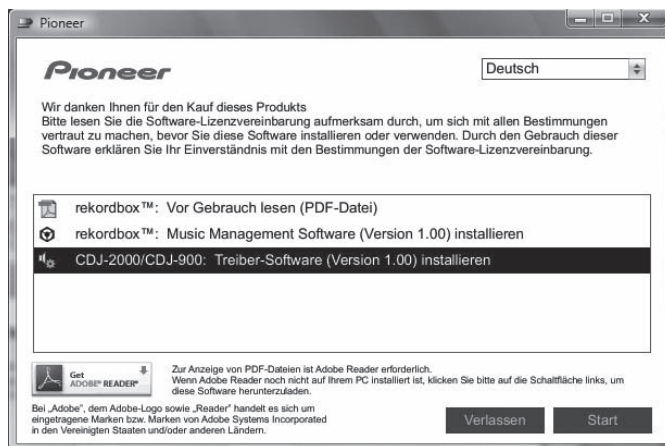 Pioneer
Pioneer
Deutsch
Wir danken Ihnen für den Kauf dieses Produkts
Bitte lesen Sie die Software-Lizenzvereinbarung aufmerksam durch, um sich mit allen Bestimmungen
vertraut zu machen, bevor Sie diese Software installieren oder verwenden. Durch den Gebrauch dieser
Software erklären Sie Ihr Einverständnis mit den Bestimmungen der Software-Lizenzvereinbarung.
rekordbox™: Vor Gebrauch lesen (PDF-Datei)
rekordbox™: Music Management Software (Version 1.00) installieren
CDJ-2000/CDJ-900: Treiber-Software (Version 1.00) installieren
Get
ADOBE® READER®
Zur Anzeige von PDF-Dateien ist Adobe Reader erforderlich.
Wenn Adobe Reader noch nicht auf Ihrem PC installiert ist, klicken Sie bitte auf die Schaltfläche links, um
diese Software herunterzuladen.
Bei „Adobe", dem Adobe-Logo sowie „Reader" handelt es sich um
eingetragene Marken bzw. Marken von Adobe Systems Incorporated
in den Vereinigten Staaten und/oder anderen Ländern.
Verlassen
Start